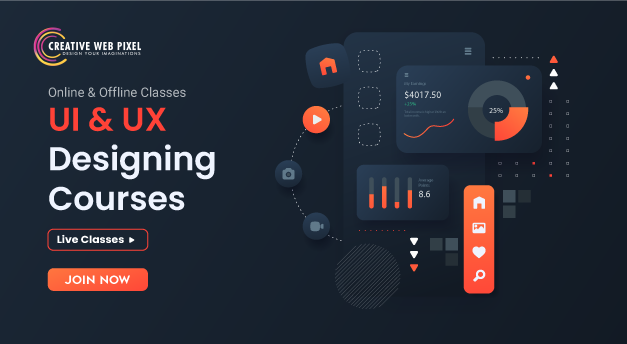 CREATIVE WEB PIXEL
DESIGN YOUR IMAGINATIONS
Online & Offline Classes
UI & UX
Designing
Courses
Live Classes
JOIN NOW
$4017.50
25%
8.6